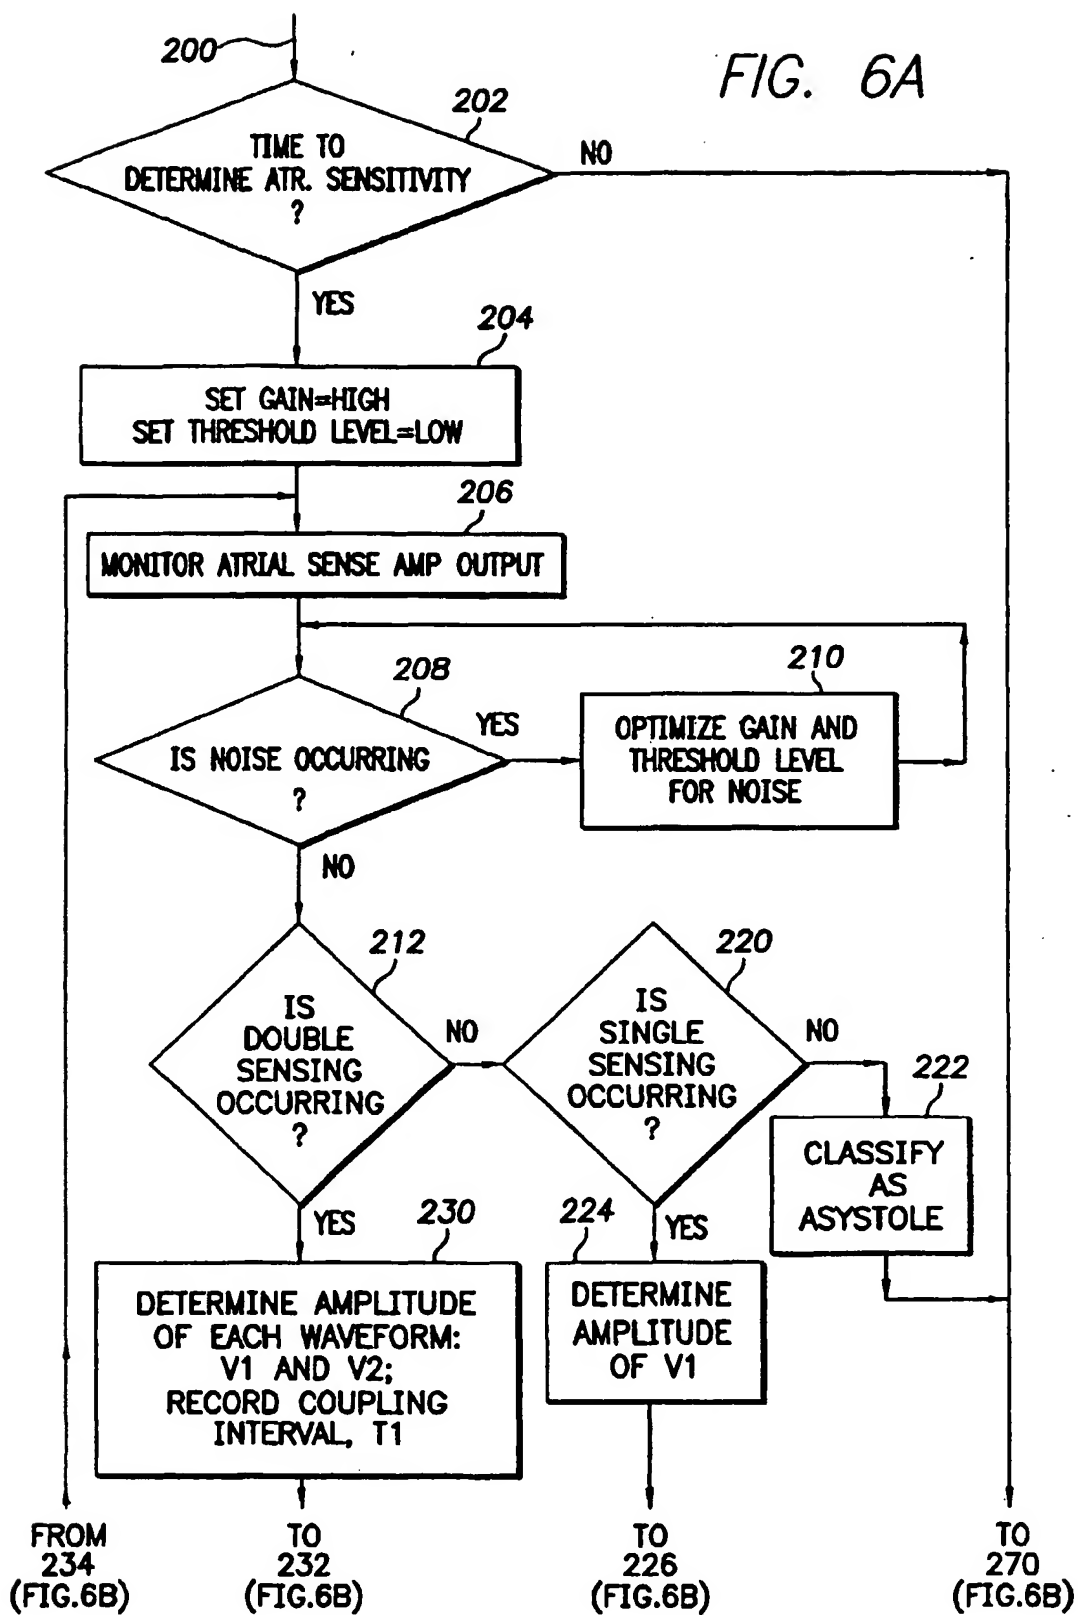 200
FIG. 6A
202
TIME TO
DETERMINE ATR. SENSITIVITY
?
NO
YES
204
SET GAIN=HIGH
SET THRESHOLD LEVEL=LOW
206
MONITOR ATRIAL SENSE AMP OUTPUT
208
IS NOISE OCCURRING
?
YES
210
OPTIMIZE GAIN AND
THRESHOLD LEVEL
FOR NOISE
NO
212
IS
DOUBLE
SENSING
OCCURRING
?
NO
220
IS
SINGLE
SENSING
OCCURRING
?
NO
222
CLASSIFY
AS
ASYSTOLE
YES
230
DETERMINE AMPLITUDE
OF EACH WAVEFORM:
V1 AND V2;
RECORD COUPLING
INTERVAL, T1
YES
224
DETERMINE
AMPLITUDE
OF V1
FROM
234
(FIG.6B)
TO
232
(FIG.6B)
TO
226
(FIG.6B)
TO
270
(FIG.6B)